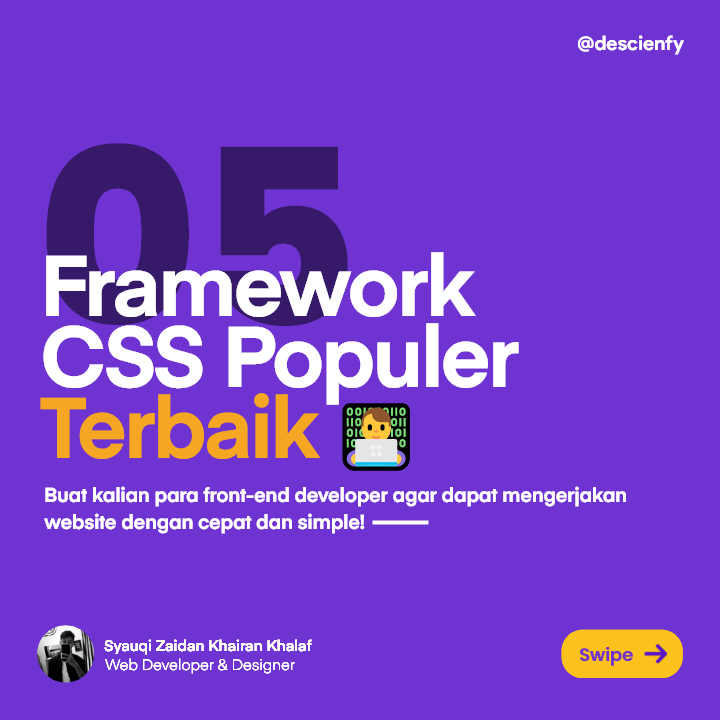 @descienfy
05
Framework
CSS Populer
Terbaik
Buat kalian para front-end developer agar dapat mengerjakan
website dengan cepat dan simple!
Syauqi Zaidan Khairan Khalaf
Web Developer & Designer
Swipe